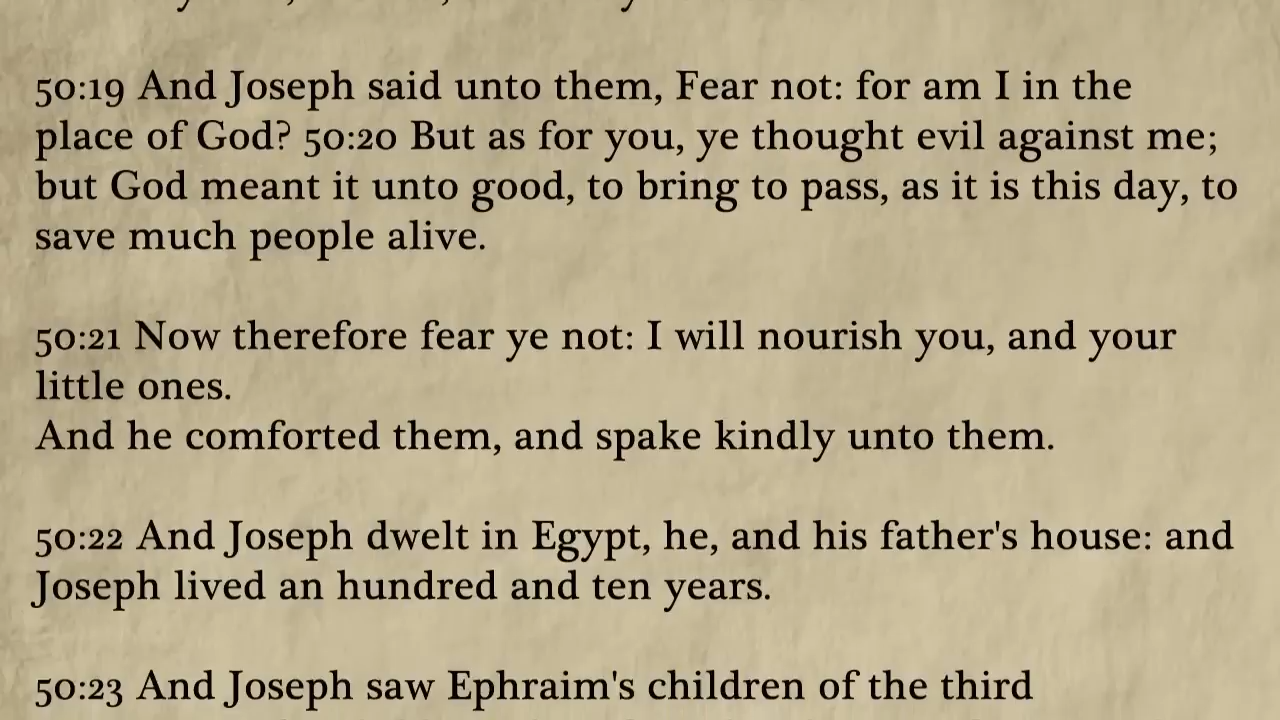 50:19 And Joseph said unto them, Fear not: for am I in the
place of God? 50:20 But as for you, ye thought evil against me;
but God meant it unto good, to bring to pass, as it is this day, to
save much people alive.
50:21 Now therefore fear ye not: I will nourish you, and your
little ones.
And he comforted them, and spake kindly unto them.
50:22 And Joseph dwelt in Egypt, he, and his father's house: and
Joseph lived an hundred and ten years.
50:23 And Joseph saw Ephraim's children of the third